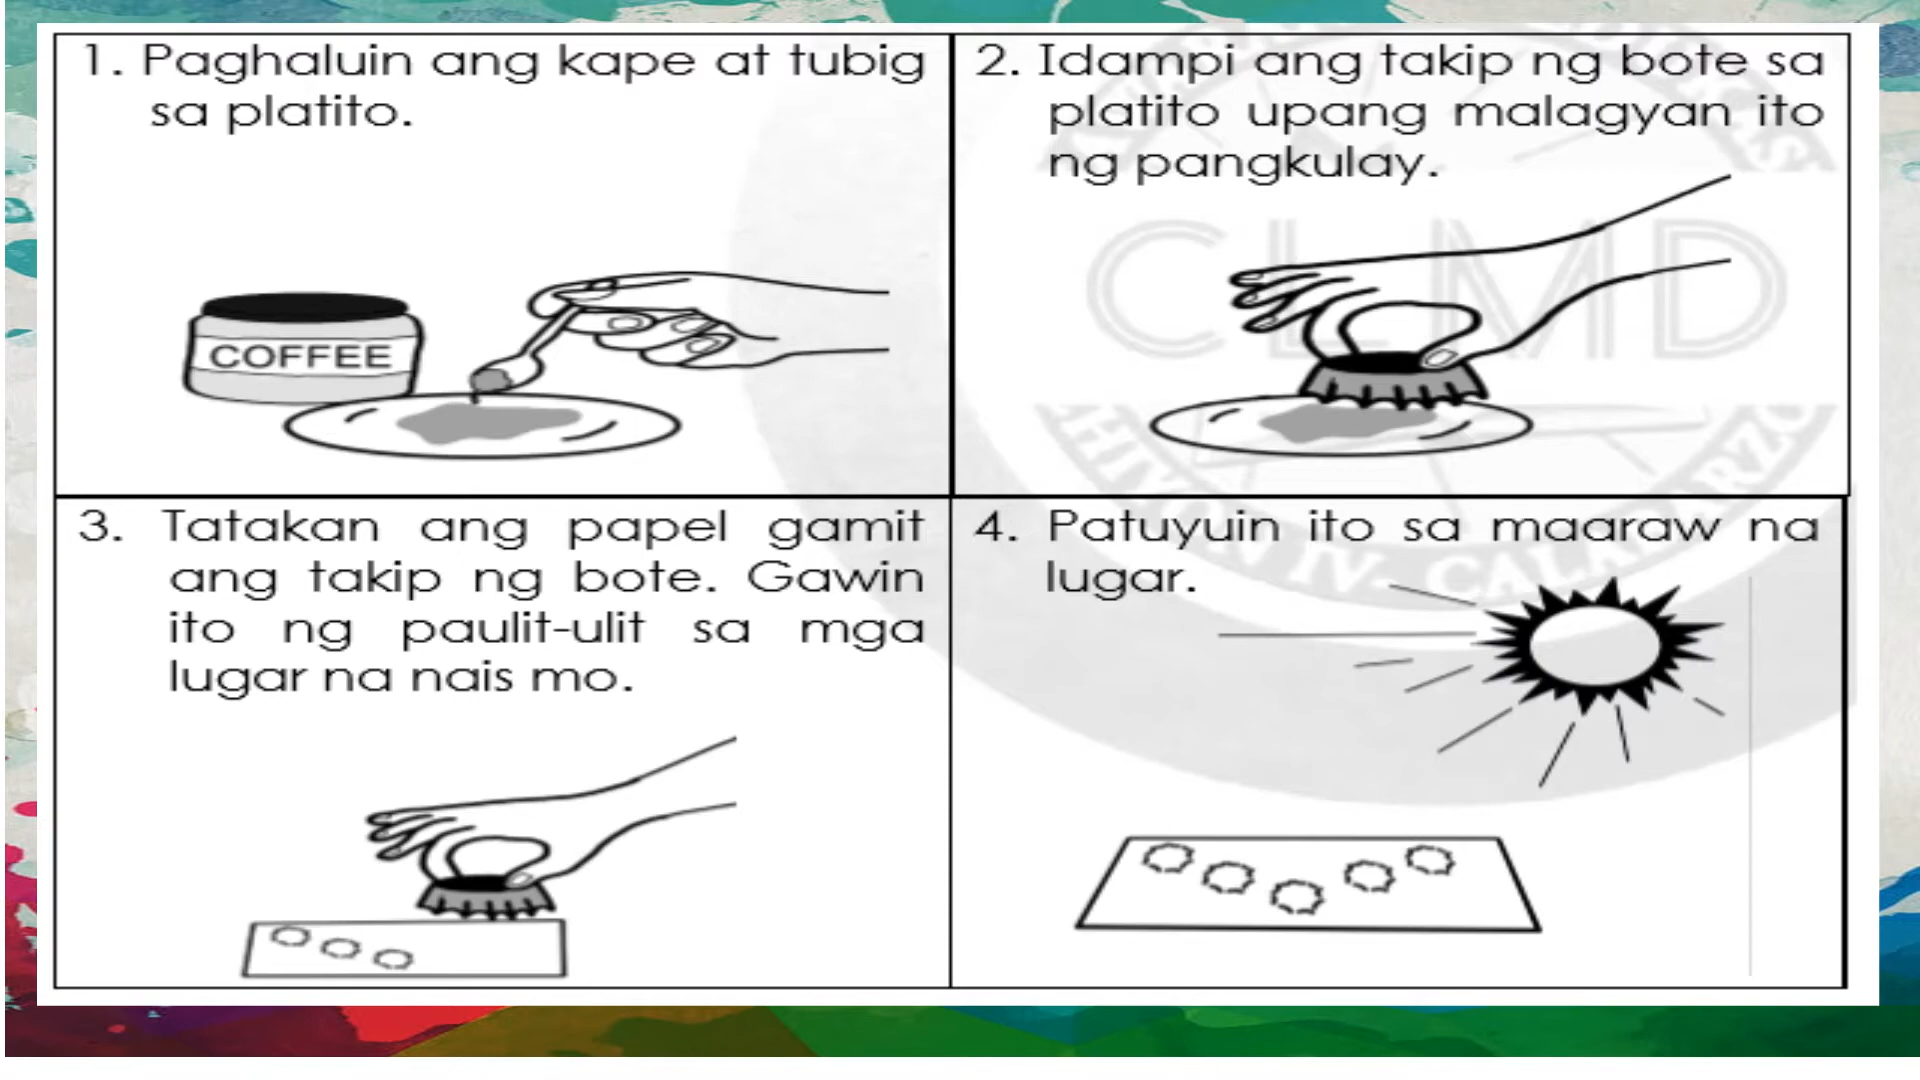 1. Paghaluin ang kape at tubig
sa platito.
COFFEE
2. Idampi ang takip ng bote sa
platito upang malagyan ito
ng pangkulay.
CLMD
3. Tatakan ang papel gamit
ang takip ng bote. Gawin
ito ng paulit-ulit sa mga
lugar na nais mo.
4. Patuyuin ito sa maaraw na
lugar.